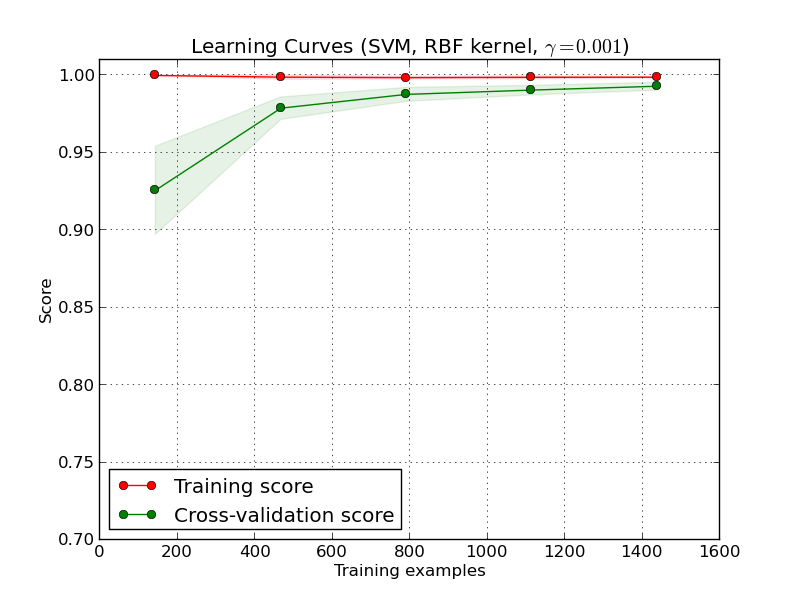 Learning Curves (SVM, RBF kernel, γ=0.001)
1.00
0.95
0.90
0.85
0.80
0.75
0.70
Score
Training score
Cross-validation score
0 200 400 600 800 1000 1200 1400 1600
Training examples